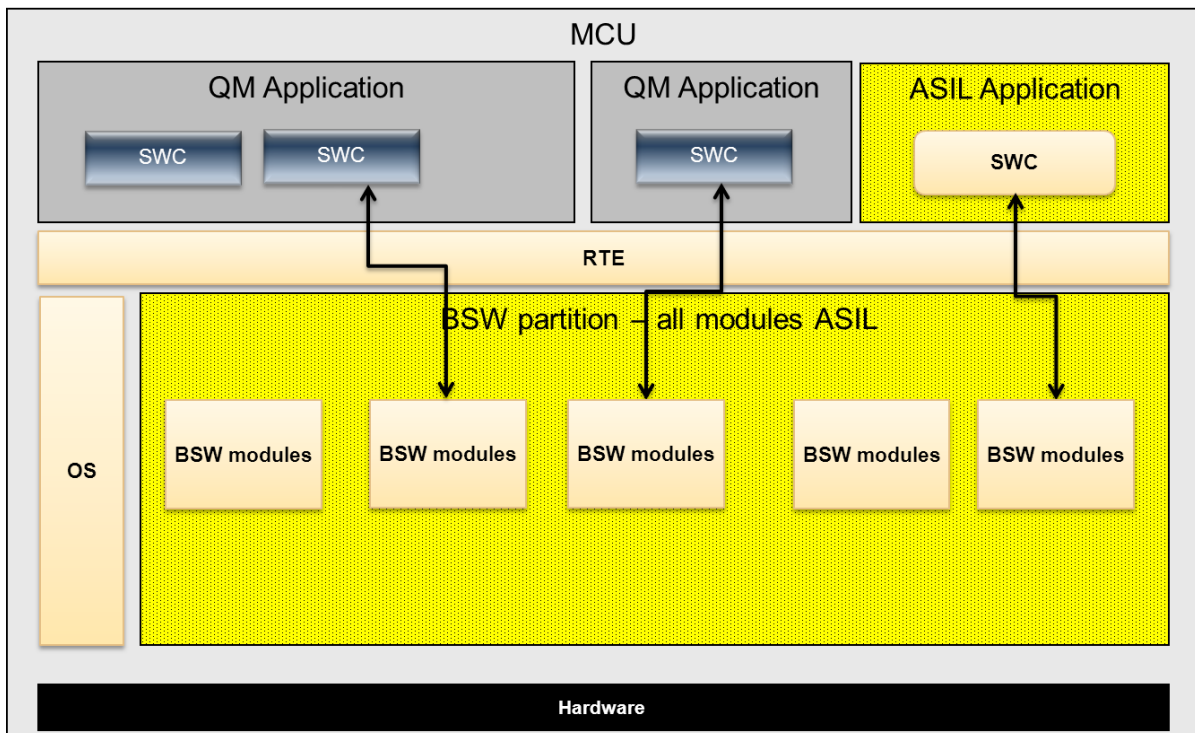 MCU
QM Application
QM Application
ASIL Application
SWC
SWC
SWC
SWC
RTE
BSW partition – all modules ASIL
OS
BSW modules
BSW modules
BSW modules
BSW modules
BSW modules
Hardware